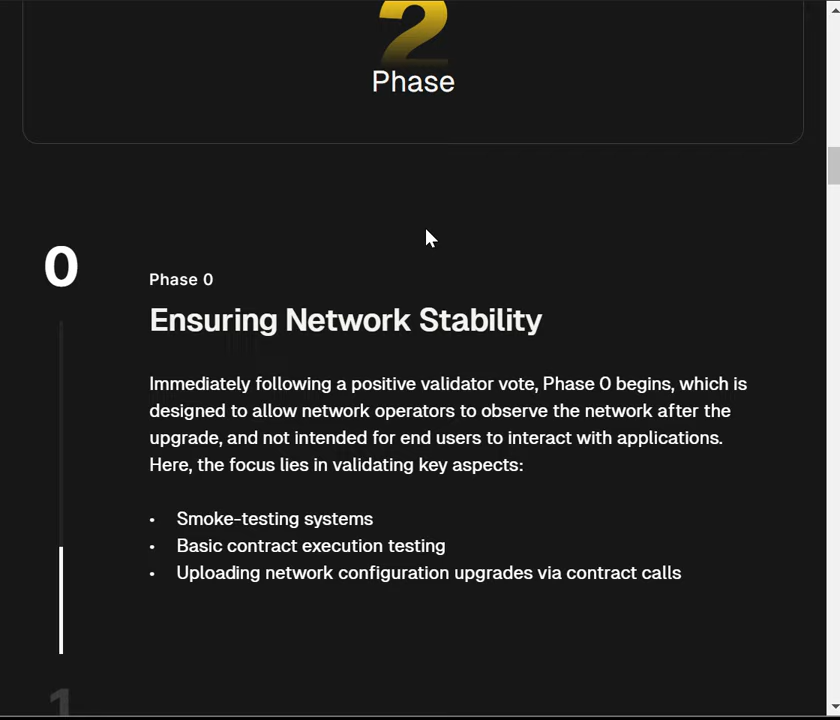 2
Phase
0
Phase 0
Ensuring Network Stability
Immediately following a positive validator vote, Phase 0 begins, which is
designed to allow network operators to observe the network after the
upgrade, and not intended for end users to interact with applications.
Here, the focus lies in validating key aspects:
• Smoke-testing systems
• Basic contract execution testing
• Uploading network configuration upgrades via contract calls
1